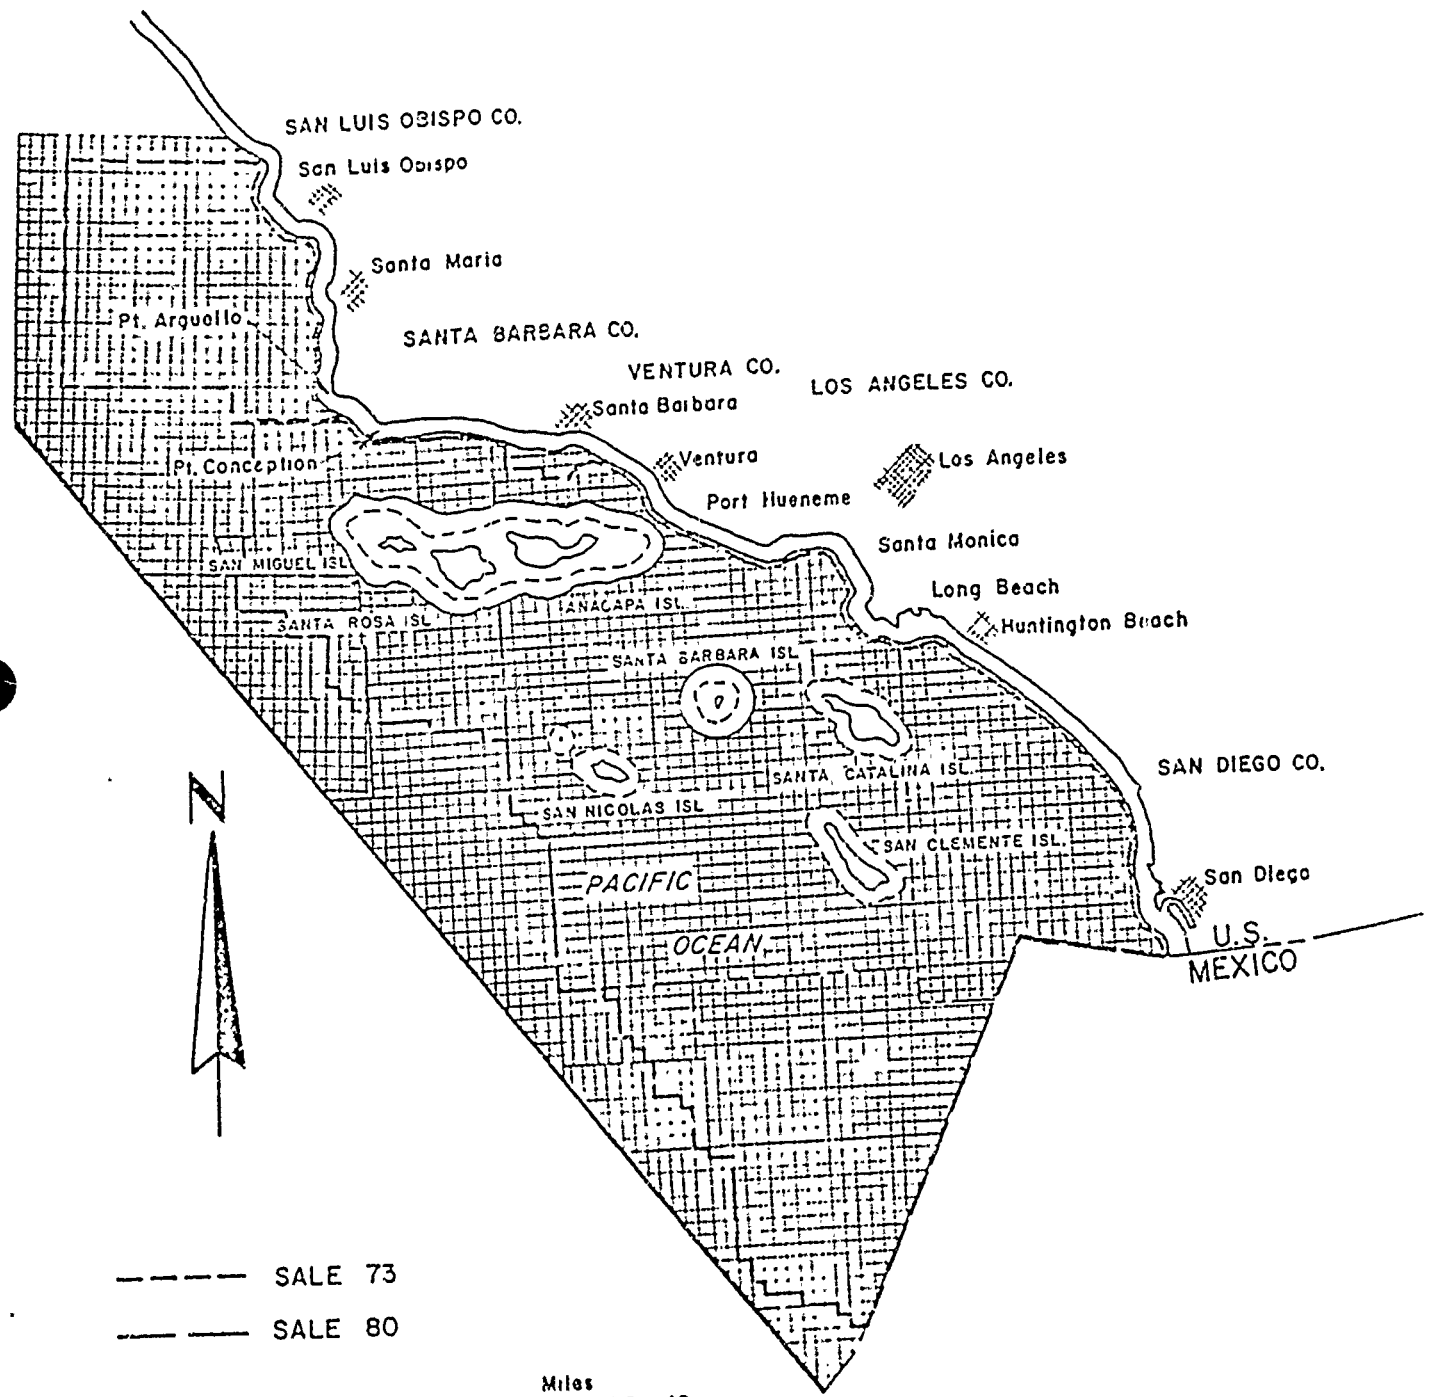 SAN LUIS OBISPO CO.
San Luis Obispo
Santa Maria
Pt. Arguello
SANTA BARBARA CO.
VENTURA CO.
LOS ANGELES CO.
Santa Barbara
Pt. Conception
Ventura
Los Angeles
Port Hueneme
Santa Monica
SAN MIGUEL ISL
Long Beach
ANACAPA ISL.
SANTA ROSA ISL
Huntington Beach
SANTA BARBARA ISL
SAN DIEGO CO.
SANTA CATALINA ISL.
N
SAN NICOLAS ISL
SAN CLEMENTE ISL.
PACIFIC
San Diego
OCEAN
U.S.
MEXICO
SALE 73
SALE 80
Miles